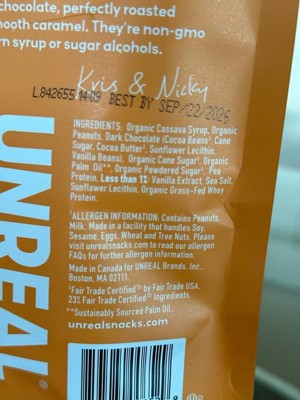 chocolate, perfectly roasted
ooth caramel. They're non-gmo
rn syrup or sugar alcohols.
Kris & Nicky
L.842655 14:09 BEST BY SEP/22/2026
INGREDIENTS: Organic Cassava Syrup, Organic
Peanuts, Dark Chocolate (Cocoa Beans‡, Cane
Sugar, Cocoa Butter‡, Sunflower Lecithin,
Vanilla Beans), Organic Cane Sugar‡, Organic
Palm Oil**, Organic Powdered Sugar‡, Pea
Protein, Less than 1%: Vanilla Extract, Sea Salt,
Sunflower Lecithin, Organic Grass-Fed Whey
Protein.
ALLERGEN INFORMATION: Contains Peanuts,
Milk. Made in a facility that handles Soy,
Sesame, Eggs, Wheat and Tree Nuts. Please
visit unrealsnacks.com to read our allergen
FAQs for further allergen information.
Made in Canada for UNREAL Brands, Inc.,
Boston, MA 02111.
‡Fair Trade Certified™ by Fair Trade USA.
23% Fair Trade Certified™ Ingredients.
**Sustainably Sourced Palm Oil.
unrealsnacks.com
UNREAL®